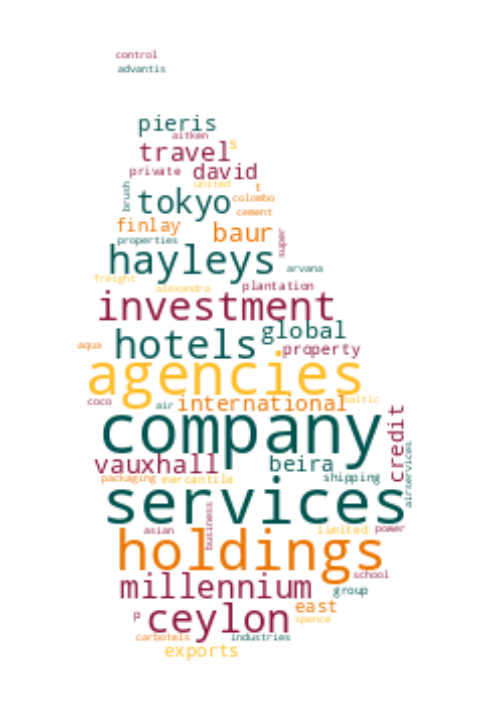 control
advantis
pieris
aitken
travel s
private david
united
brush tokyo t colombo
cement
finlay baur
properties super
hayleys arvana
freight
alexandra plantation
investment
global
hotels property
aqua
agencies
coco air international baltic
company credit
vauxhall beira
packaging mercantile shipping
airservices
services
asian business limited power
holdings
school
millennium group
p ceylon east
spence
carbotels industries
exports